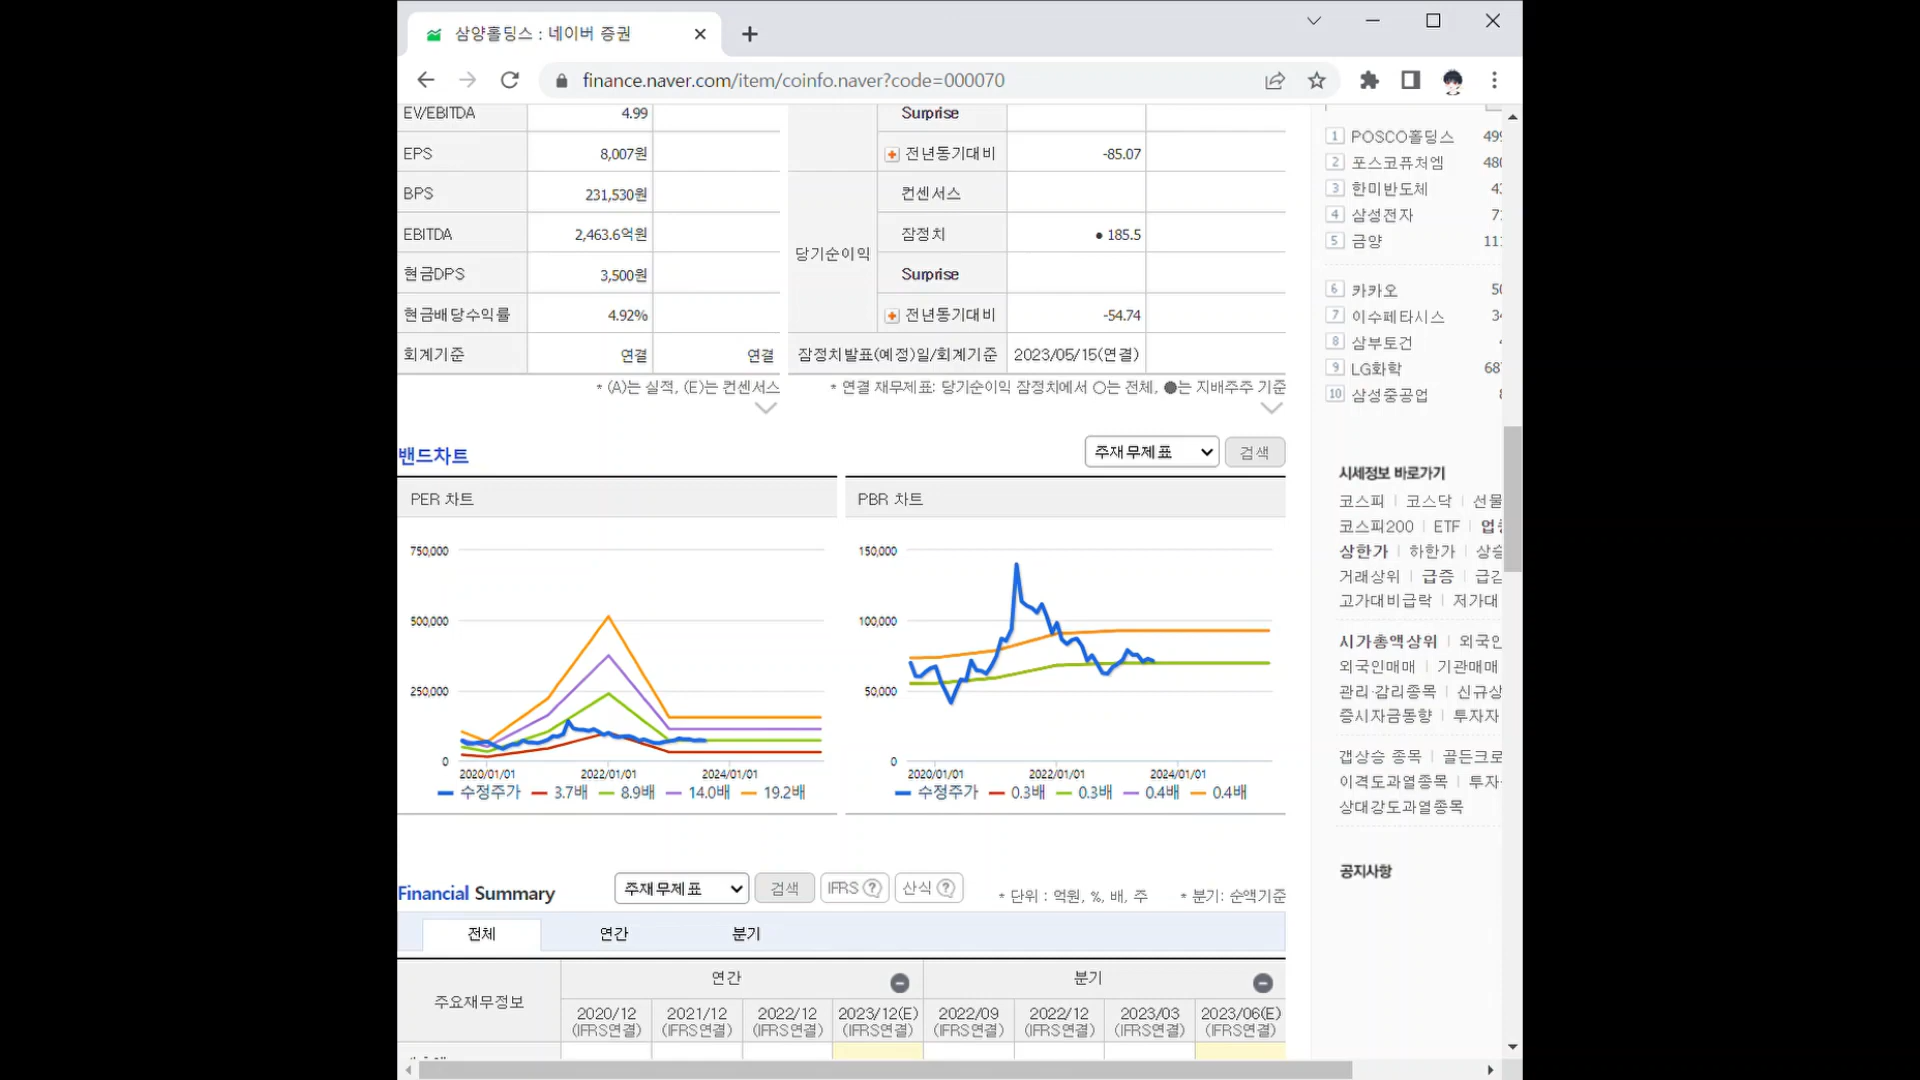 삼양홀딩스 : 네이버 증권
finance.naver.com/item/coinfo.naver?code=000070
EV/EBITDA 4.99
EPS 8,007원
BPS 231,530원
EBITDA 2,463.6억원
현금DPS 3,500원
현금배당수익률 4.92%
회계기준 연결 연결
* (A)는 실적, (E)는 컨센서스
Surprise
전년동기대비 -85.07
당기순이익
컨센서스
잠정치 ● 185.5
Surprise
전년동기대비 -54.74
잠정치발표(예정)일/회계기준 2023/05/15(연결)
* 연결 재무제표: 당기순이익 잠정치에서 ○는 전체, ●는 지배주주 기준
밴드차트 주재무제표 검색
PER 차트
750,000
500,000
250,000
0
2020/01/01 2022/01/01 2024/01/01
수정주가 3.7배 8.9배 14.0배 19.2배
PBR 차트
150,000
100,000
50,000
0
2020/01/01 2022/01/01 2024/01/01
수정주가 0.3배 0.3배 0.4배 0.4배
Financial Summary 주재무제표 검색 IFRS ? 산식 ? * 단위 : 억원, %, 배, 주 * 분기: 순액기준
전체 연간 분기
주요재무정보 연간 분기
2020/12 2021/12 2022/12 2023/12(E) 2022/09 2022/12 2023/03 2023/06(E)
(IFRS연결) (IFRS연결) (IFRS연결) (IFRS연결) (IFRS연결) (IFRS연결) (IFRS연결) (IFRS연결)
1 POSCO홀딩스 499
2 포스코퓨처엠 480
3 한미반도체
4 삼성전자
5 금양
6 카카오
7 이수페타시스
8 삼부토건
9 LG화학 687
10 삼성중공업
시세정보 바로가기
코스피 코스닥 선물
코스피200 ETF 업종
상한가 하한가 상승
거래상위 급증 급감
고가대비급락 저가대
시가총액상위 외국인
외국인매매 기관매매
관리·감리종목 신규상
증시자금동향 투자자
갭상승 종목 골든크로
이격도과열종목 투자
상대강도과열종목
공지사항